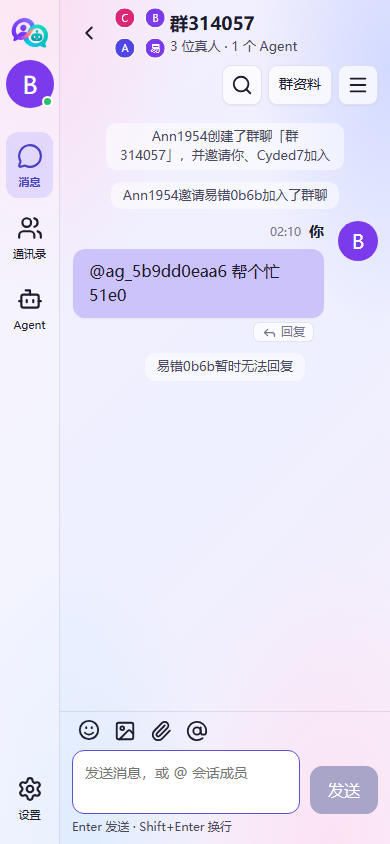 C
B
A
易
群314057
3 位真人 · 1 个 Agent
B
群资料
消息
通讯录
Agent
设置
Ann1954创建了群聊「群
314057」，并邀请你、Cyded7加入
Ann1954邀请易错0b6b加入了群聊
02:10 你
B
@ag_5b9dd0eaa6 帮个忙
51e0
回复
易错0b6b暂时无法回复
发送消息，或 @ 会话成员
发送
Enter 发送 · Shift+Enter 换行